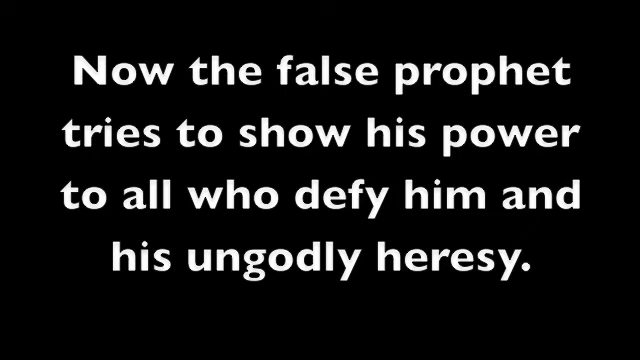 Now the false prophet
tries to show his power
to all who defy him and
his ungodly heresy.